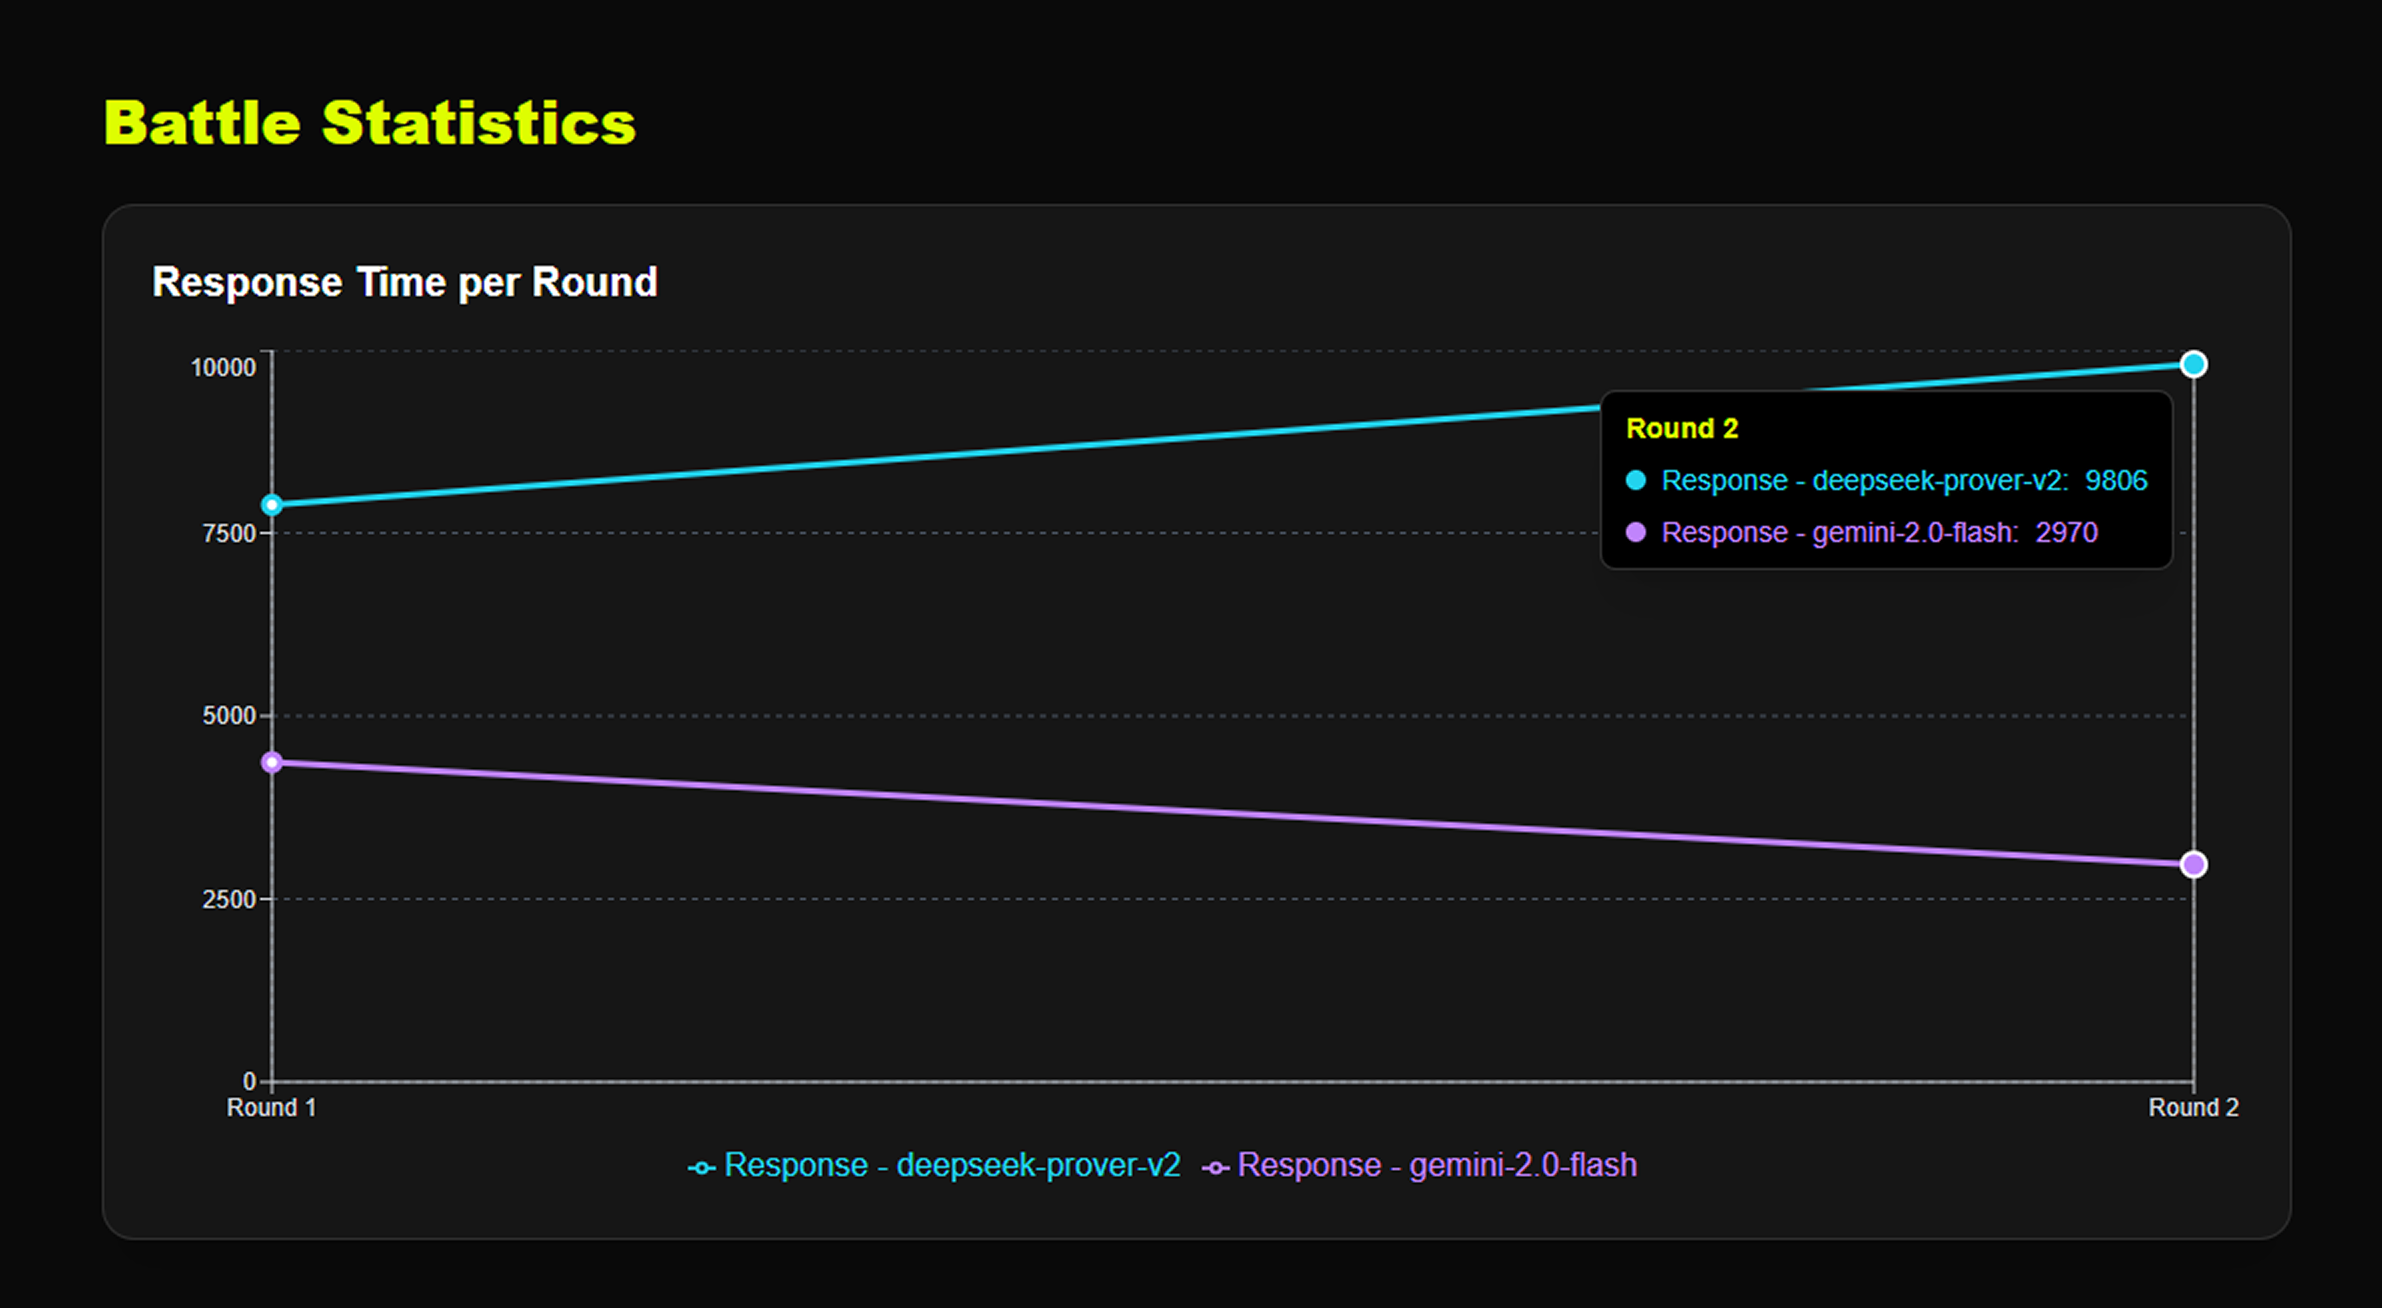 Battle Statistics
Response Time per Round
10000
7500
5000
2500
0
Round 1
Round 2
Round 2
Response - deepseek-prover-v2: 9806
Response - gemini-2.0-flash: 2970
Response - deepseek-prover-v2 Response - gemini-2.0-flash